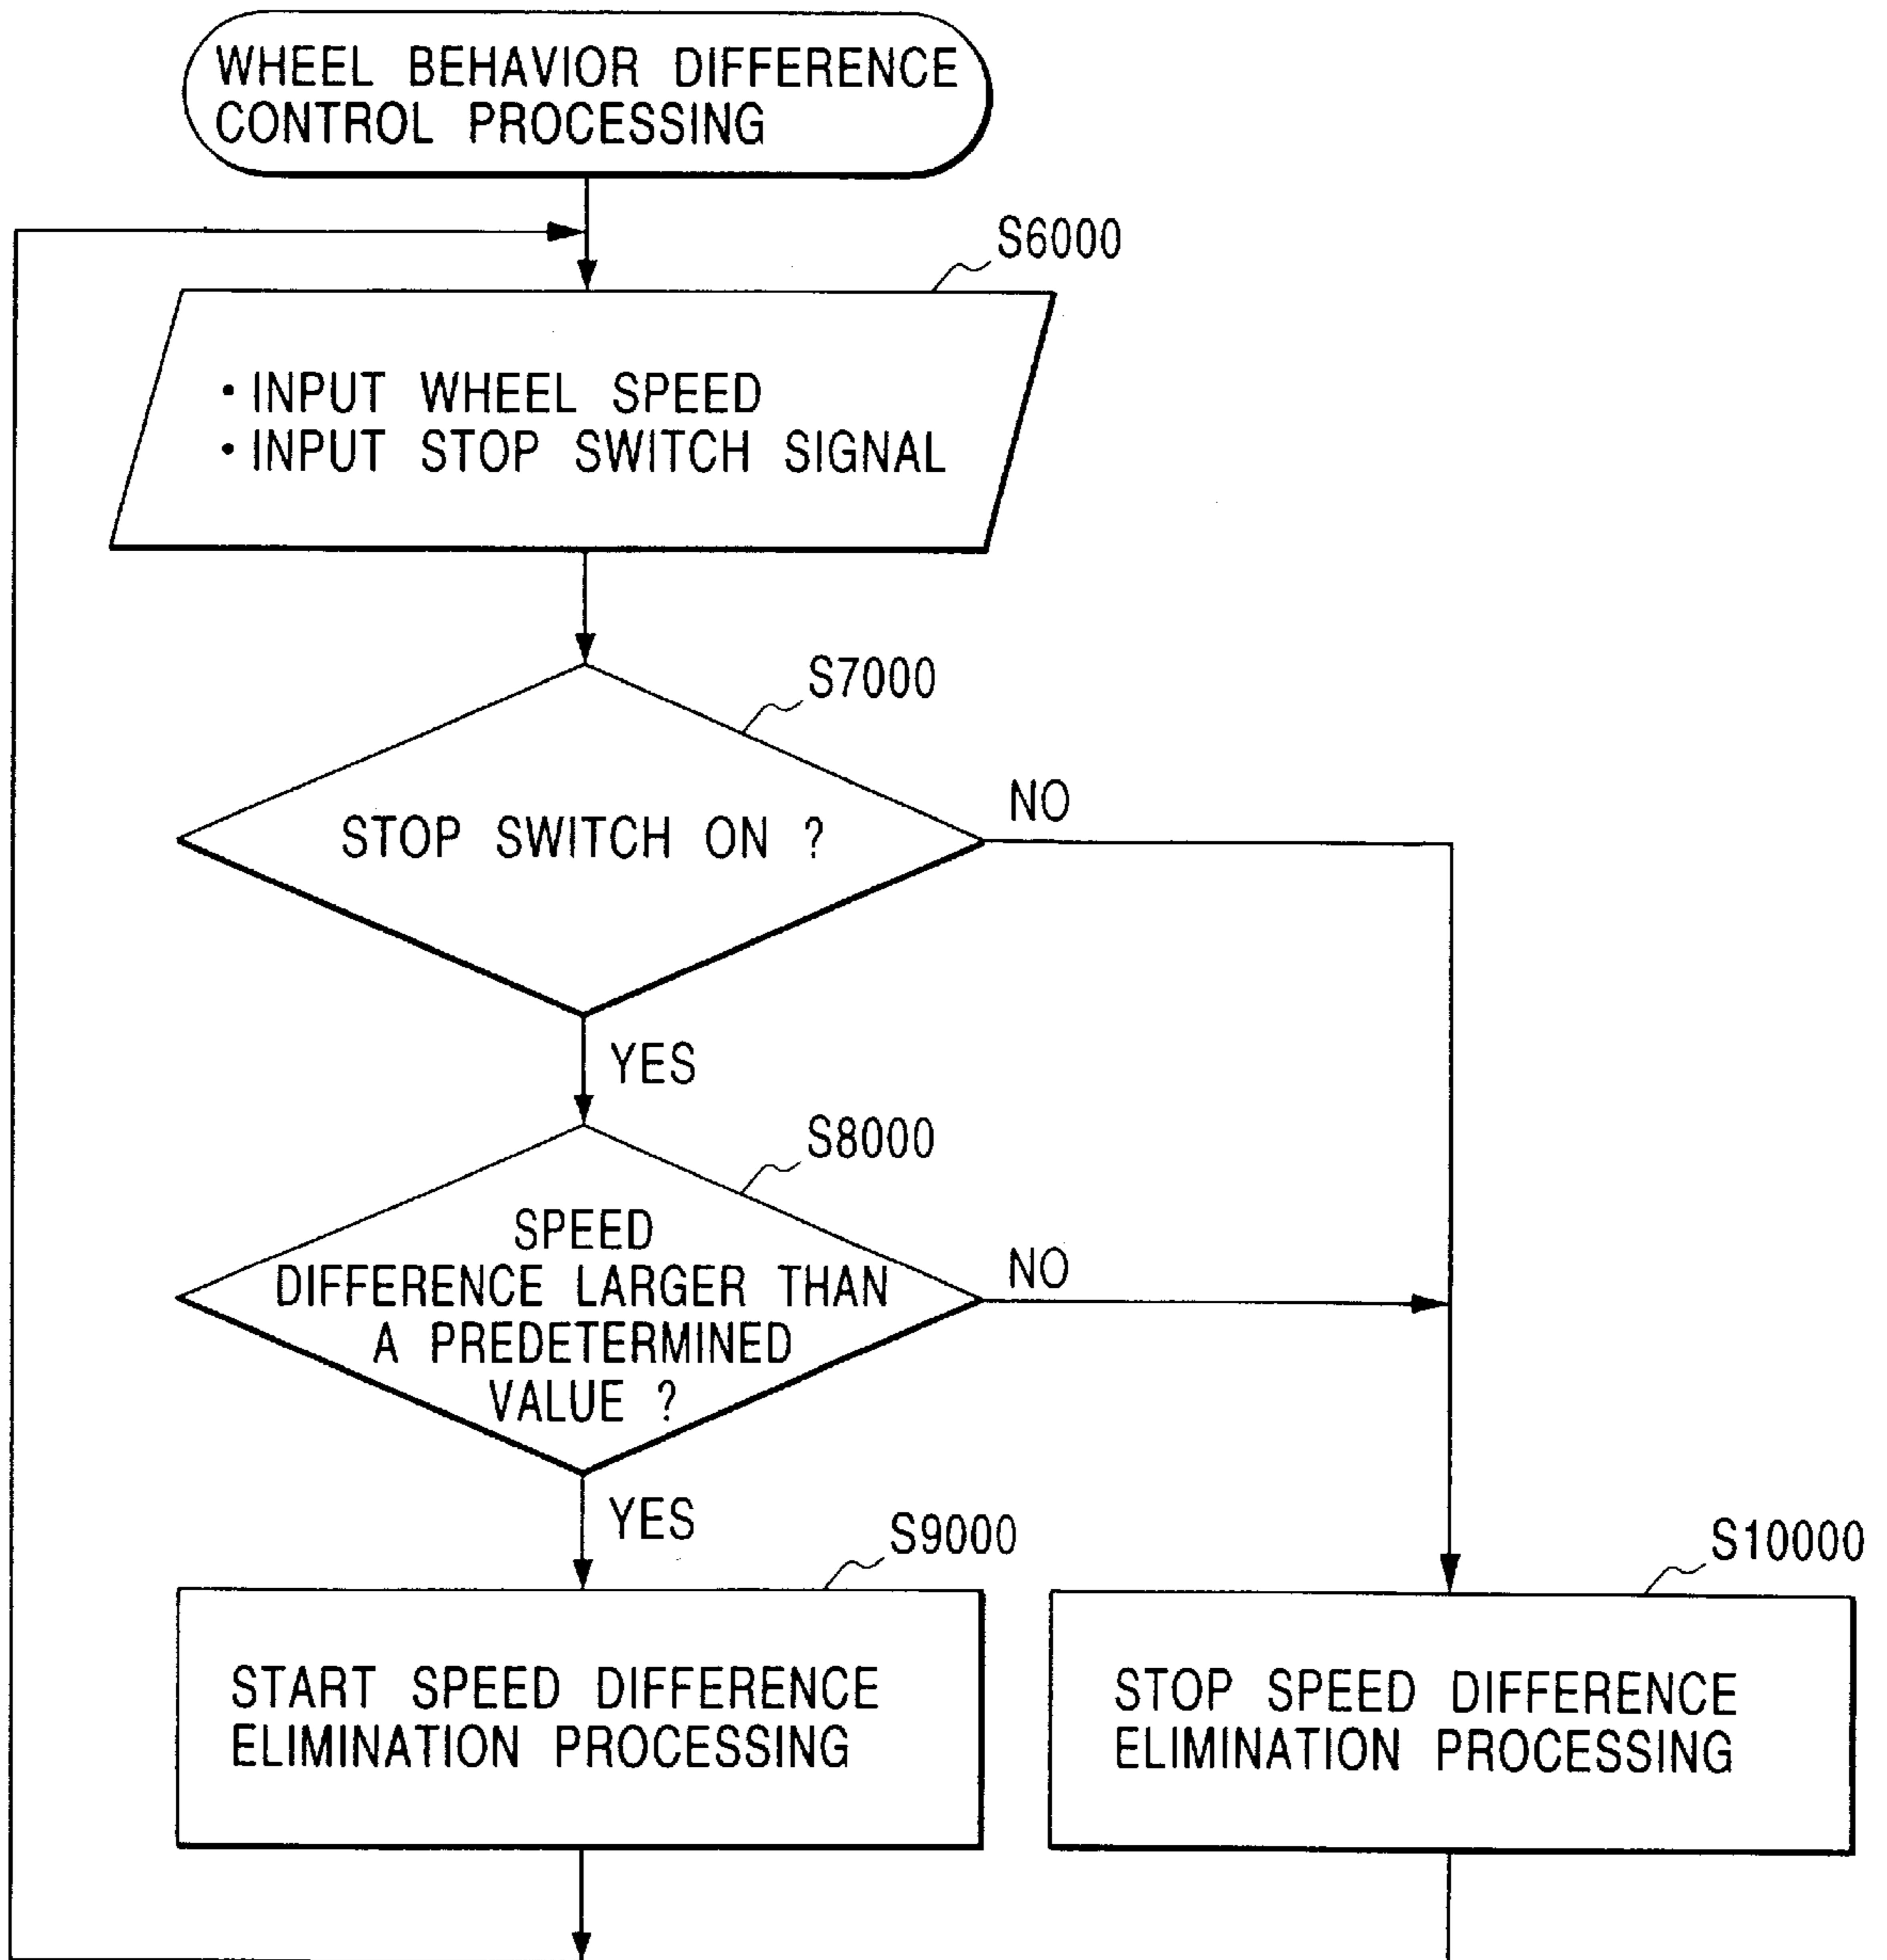 WHEEL BEHAVIOR DIFFERENCE
CONTROL PROCESSING
S6000
・INPUT WHEEL SPEED
・INPUT STOP SWITCH SIGNAL
S7000
STOP SWITCH ON ?
NO
YES
S8000
SPEED
DIFFERENCE LARGER THAN
A PREDETERMINED
VALUE ?
NO
YES
S9000
START SPEED DIFFERENCE
ELIMINATION PROCESSING
S10000
STOP SPEED DIFFERENCE
ELIMINATION PROCESSING